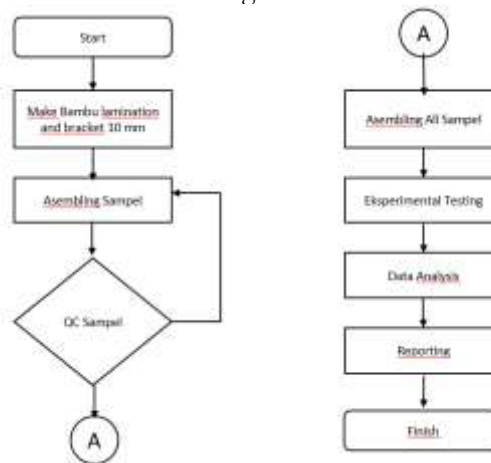 Start
Make Bambu lamination
and bracket 10 mm
Asembling Sampel
QC Sampel
A
A
Asembling All Sampel
Eksperimental Testing
Data Analysis
Reporting
Finish